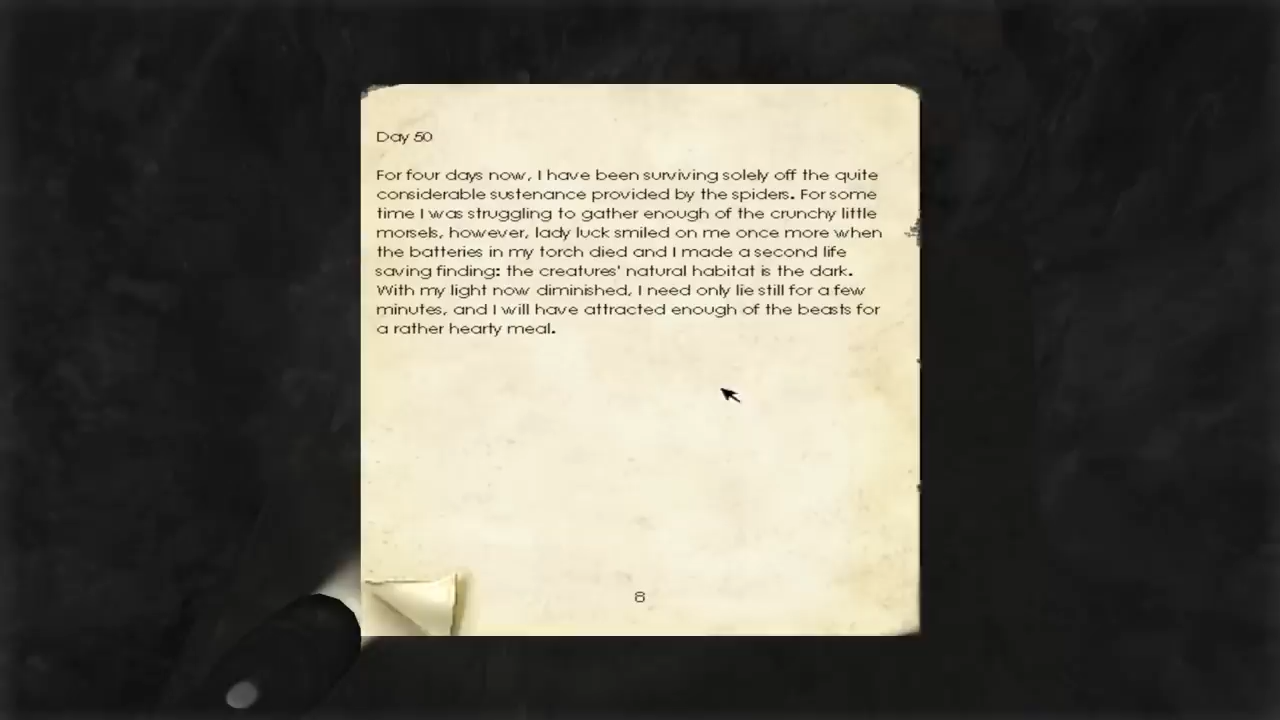 Day 50
For four days now, I have been surviving solely off the quite
considerable sustenance provided by the spiders. For some
time I was struggling to gather enough of the crunchy little
morsels, however, lady luck smiled on me once more when
the batteries in my torch died and I made a second life
saving finding: the creatures' natural habitat is the dark.
With my light now diminished, I need only lie still for a few
minutes, and I will have attracted enough of the beasts for
a rather hearty meal.
8